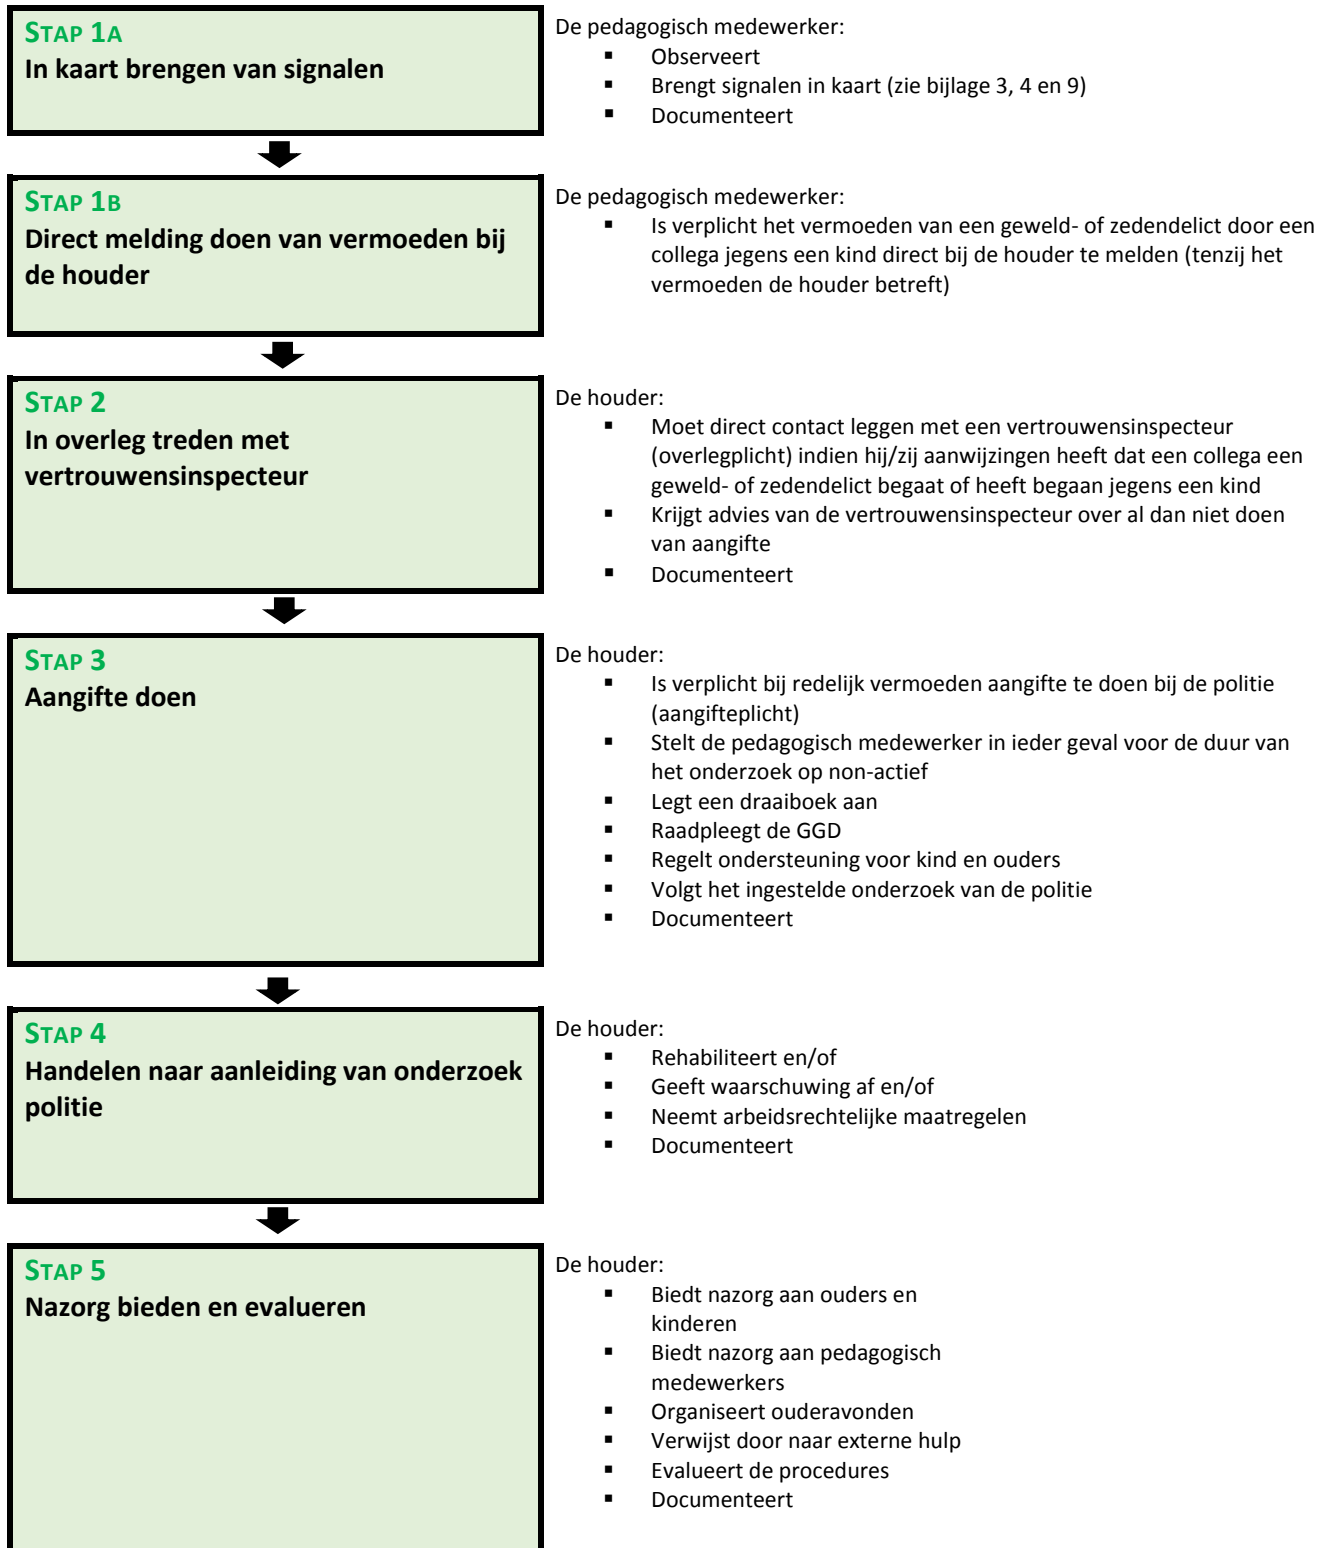 STAP 1A
In kaart brengen van signalen
De pedagogisch medewerker:
▪ Observeert
▪ Brengt signalen in kaart (zie bijlage 3, 4 en 9)
▪ Documenteert
STAP 1B
Direct melding doen van vermoeden bij
de houder
De pedagogisch medewerker:
▪ Is verplicht het vermoeden van een geweld- of zedendelict door een
collega jegens een kind direct bij de houder te melden (tenzij het
vermoeden de houder betreft)
STAP 2
In overleg treden met
vertrouwensinspecteur
De houder:
▪ Moet direct contact leggen met een vertrouwensinspecteur
(overlegplicht) indien hij/zij aanwijzingen heeft dat een collega een
geweld- of zedendelict begaat of heeft begaan jegens een kind
▪ Krijgt advies van de vertrouwensinspecteur over al dan niet doen
van aangifte
▪ Documenteert
STAP 3
Aangifte doen
De houder:
▪ Is verplicht bij redelijk vermoeden aangifte te doen bij de politie
(aangifteplicht)
▪ Stelt de pedagogisch medewerker in ieder geval voor de duur van
het onderzoek op non-actief
▪ Legt een draaiboek aan
▪ Raadpleegt de GGD
▪ Regelt ondersteuning voor kind en ouders
▪ Volgt het ingestelde onderzoek van de politie
▪ Documenteert
STAP 4
Handelen naar aanleiding van onderzoek
politie
De houder:
▪ Rehabiliteert en/of
▪ Geeft waarschuwing af en/of
▪ Neemt arbeidsrechtelijke maatregelen
▪ Documenteert
STAP 5
Nazorg bieden en evalueren
De houder:
▪ Biedt nazorg aan ouders en
kinderen
▪ Biedt nazorg aan pedagogisch
medewerkers
▪ Organiseert ouderavonden
▪ Verwijst door naar externe hulp
▪ Evalueert de procedures
▪ Documenteert